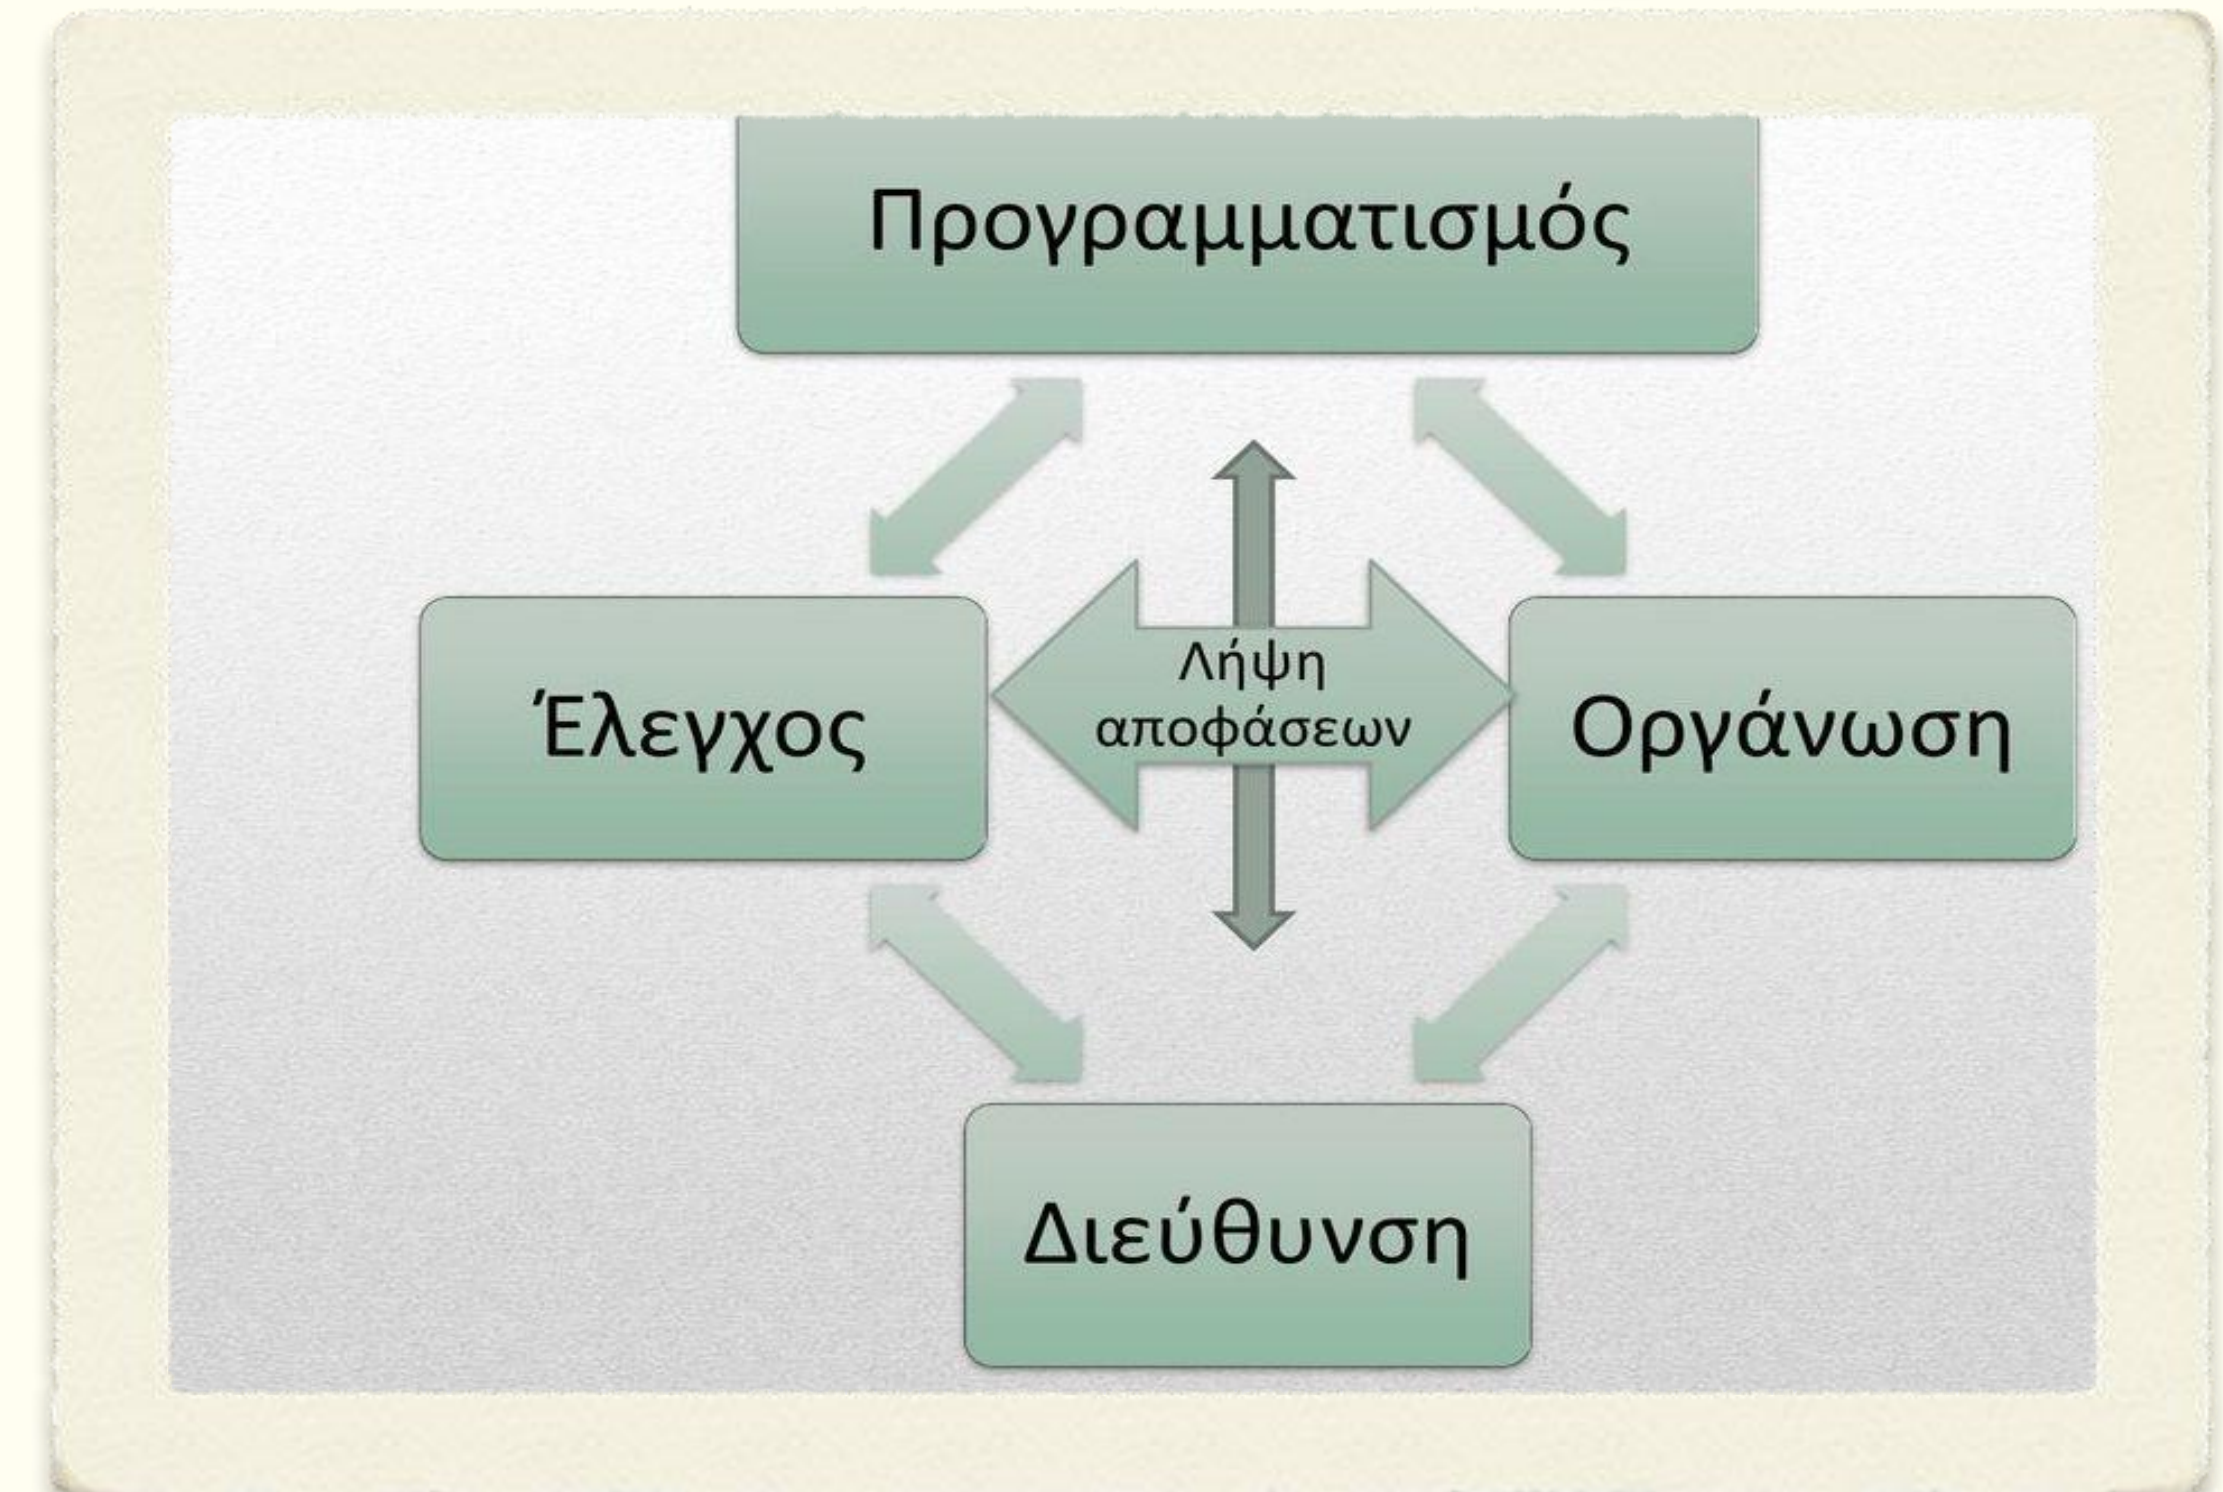 Προγραμματισμός
Έλεγχος
Λήψη
αποφάσεων
Οργάνωση
Διεύθυνση